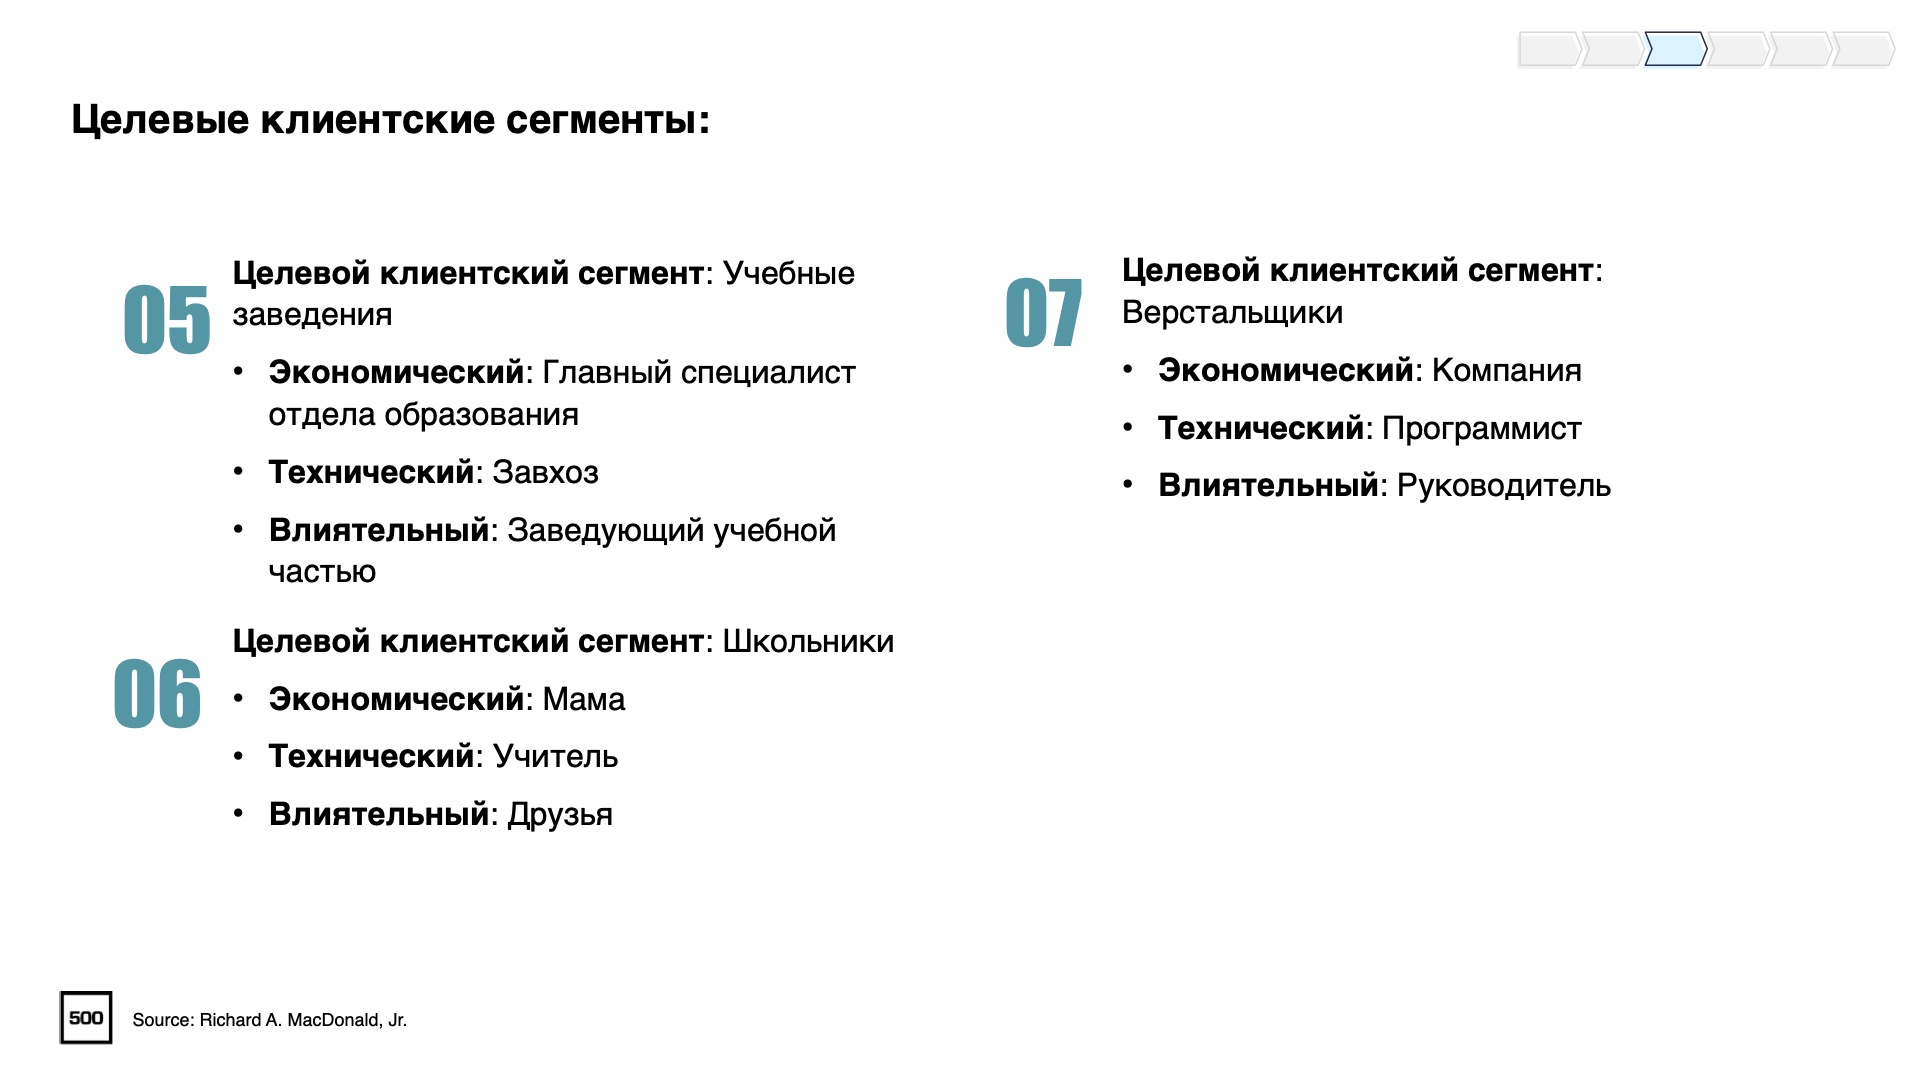 Целевые клиентские сегменты:
05
Целевой клиентский сегмент: Учебные
заведения
• Экономический: Главный специалист
отдела образования
• Технический: Завхоз
• Влиятельный: Заведующий учебной
частью
06
Целевой клиентский сегмент: Школьники
• Экономический: Мама
• Технический: Учитель
• Влиятельный: Друзья
07
Целевой клиентский сегмент:
Верстальщики
• Экономический: Компания
• Технический: Программист
• Влиятельный: Руководитель
500
Source: Richard A. MacDonald, Jr.